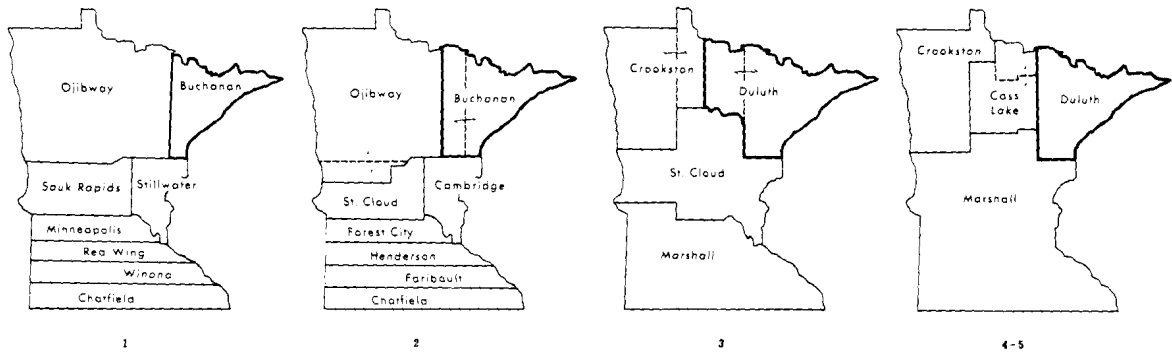 Ojibway
Buchanan
Sauk Rapids
Stillwater
Minneapolis
Red Wing
Winona
Chatfield
1
Ojibway
Buchanan
St. Cloud
Cambridge
Forest City
Henderson
Faribault
Chatfield
2
Crookston
Duluth
St. Cloud
Marshall
3
Crookston
Cass
Lake
Duluth
Marshall
4-5